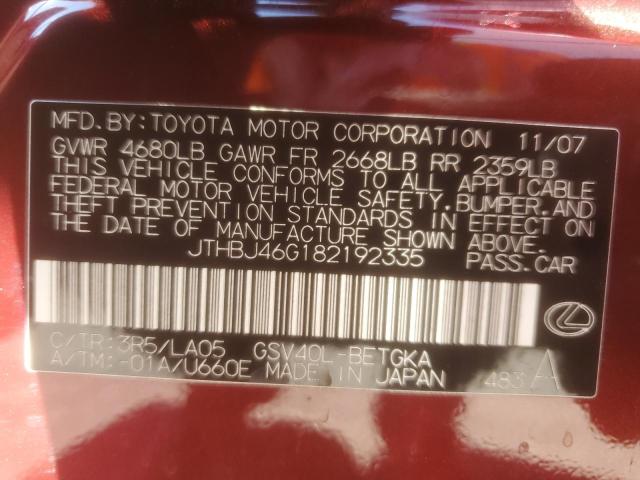 MFD.BY:TOYOTA MOTOR CORPORATION 11/07
GVWR 4680LB GAWR FR 2668LB RR 2359LB
THIS VEHICLE CONFORMS TO ALL APPLICABLE
FEDERAL MOTOR VEHICLE SAFETY.BUMPER.AND
THEFT PREVENTION STANDARDS IN EFFECT ON
THE DATE OF MANUFACTURE SHOWN ABOVE.
JTHBJ46G182192335 PASS.CAR
C/TR:3R5/LA05 GSV40L-BETGKA
A/TM:-01A/U660E MADE IN JAPAN 483 A